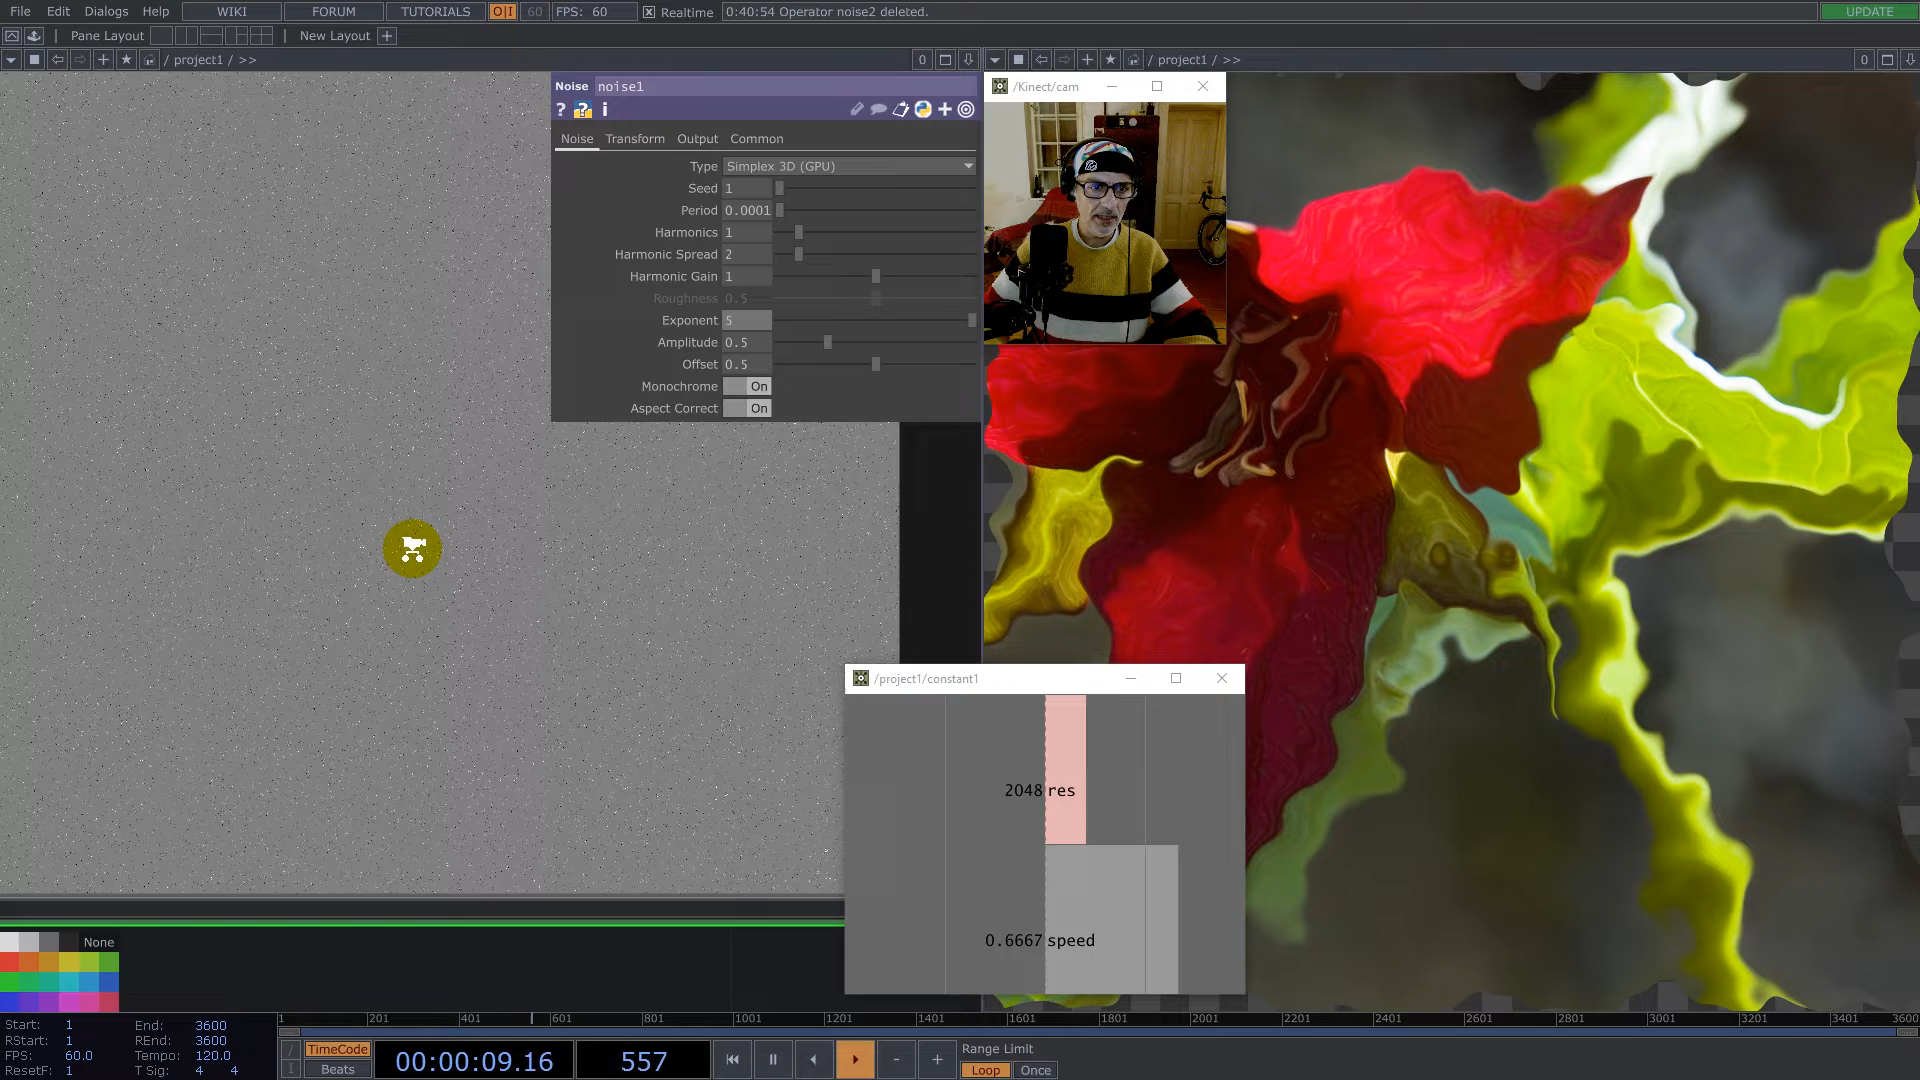 File Edit Dialogs Help WIKI FORUM TUTORIALS O|I 60 FPS: 60 Realtime 0:40:54 Operator noise2 deleted. UPDATE
Pane Layout New Layout +
/ project1 / >> 0
/ project1 / >> 0
Noise noise1
? ? i
Noise Transform Output Common
Type Simplex 3D (GPU)
Seed 1
Period 0.0001
Harmonics 1
Harmonic Spread 2
Harmonic Gain 1
Roughness 0.5
Exponent 5
Amplitude 0.5
Offset 0.5
Monochrome On
Aspect Correct On
/Kinect/cam
/project1/constant1
2048 res
0.6667 speed
None
1 201 401 601 801 1001 1201 1401 1601 1801 2001 2201 2401 2601 2801 3001 3201 3401 3600
Start: 1 End: 3600
RStart: 1 REnd: 3600
FPS: 60.0 Tempo: 120.0
ResetF: 1 T Sig: 4 4
TimeCode
Beats
00:00:09.16
557
Range Limit
Loop Once